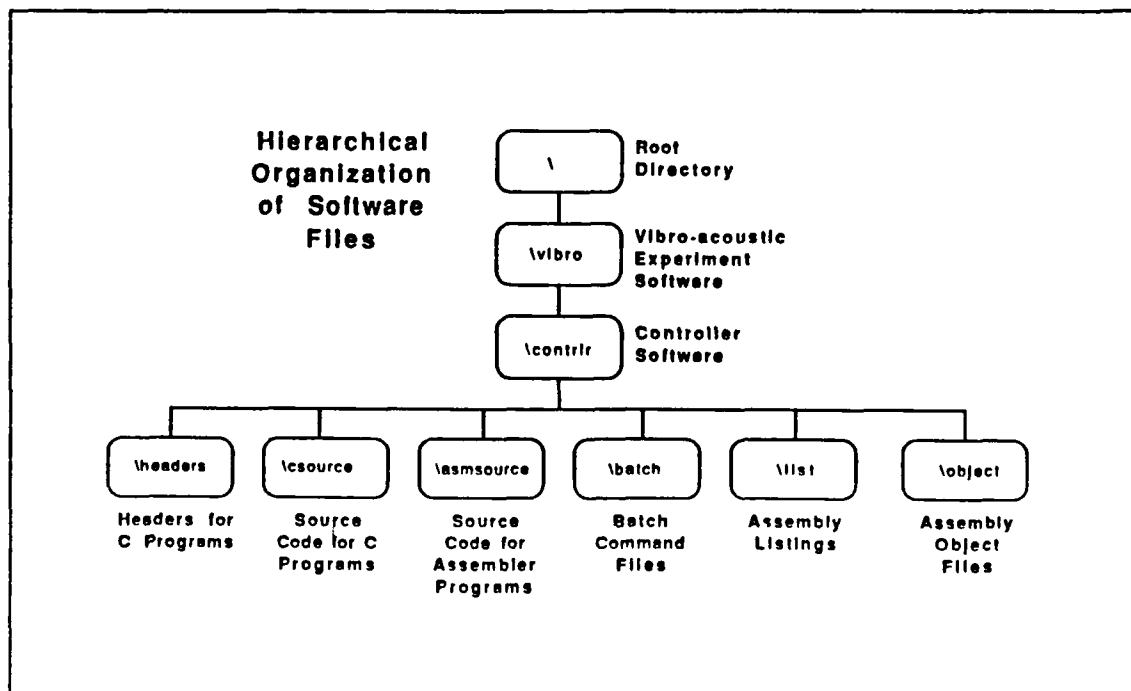 Hierarchical
Organization
of Software
Files
\
Root
Directory
\vibro
Vibro-acoustic
Experiment
Software
\contrlr
Controller
Software
\headers
\csource
\asmsource
\batch
\list
\object
Headers for
C Programs
Source
Code for C
Programs
Source
Code for
Assembler
Programs
Batch
Command
Files
Assembly
Listings
Assembly
Object
Files